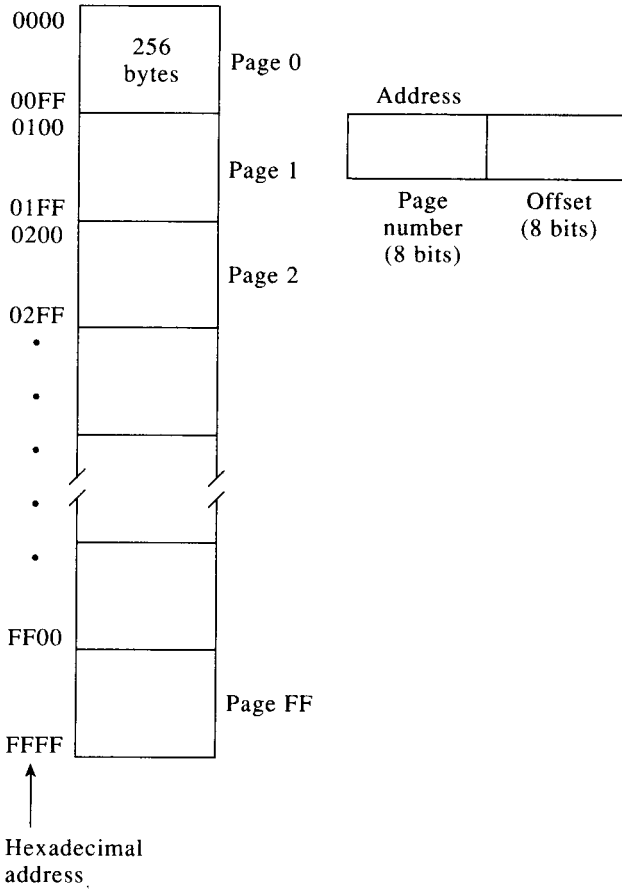 0000
256
bytes
Page 0
00FF
0100
Address
Page 1
Page
number
(8 bits)
Offset
(8 bits)
01FF
0200
Page 2
02FF
FF00
Page FF
FFFF
Hexadecimal
address